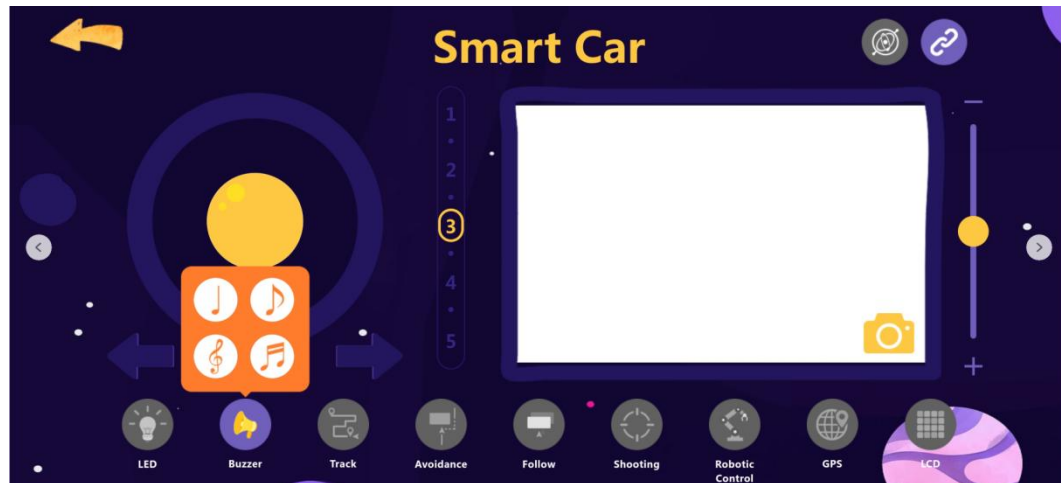 Smart Car
1
2
3
4
5
−
+
LED
Buzzer
Track
Avoidance
Follow
Shooting
Robotic
Control
GPS
LCD